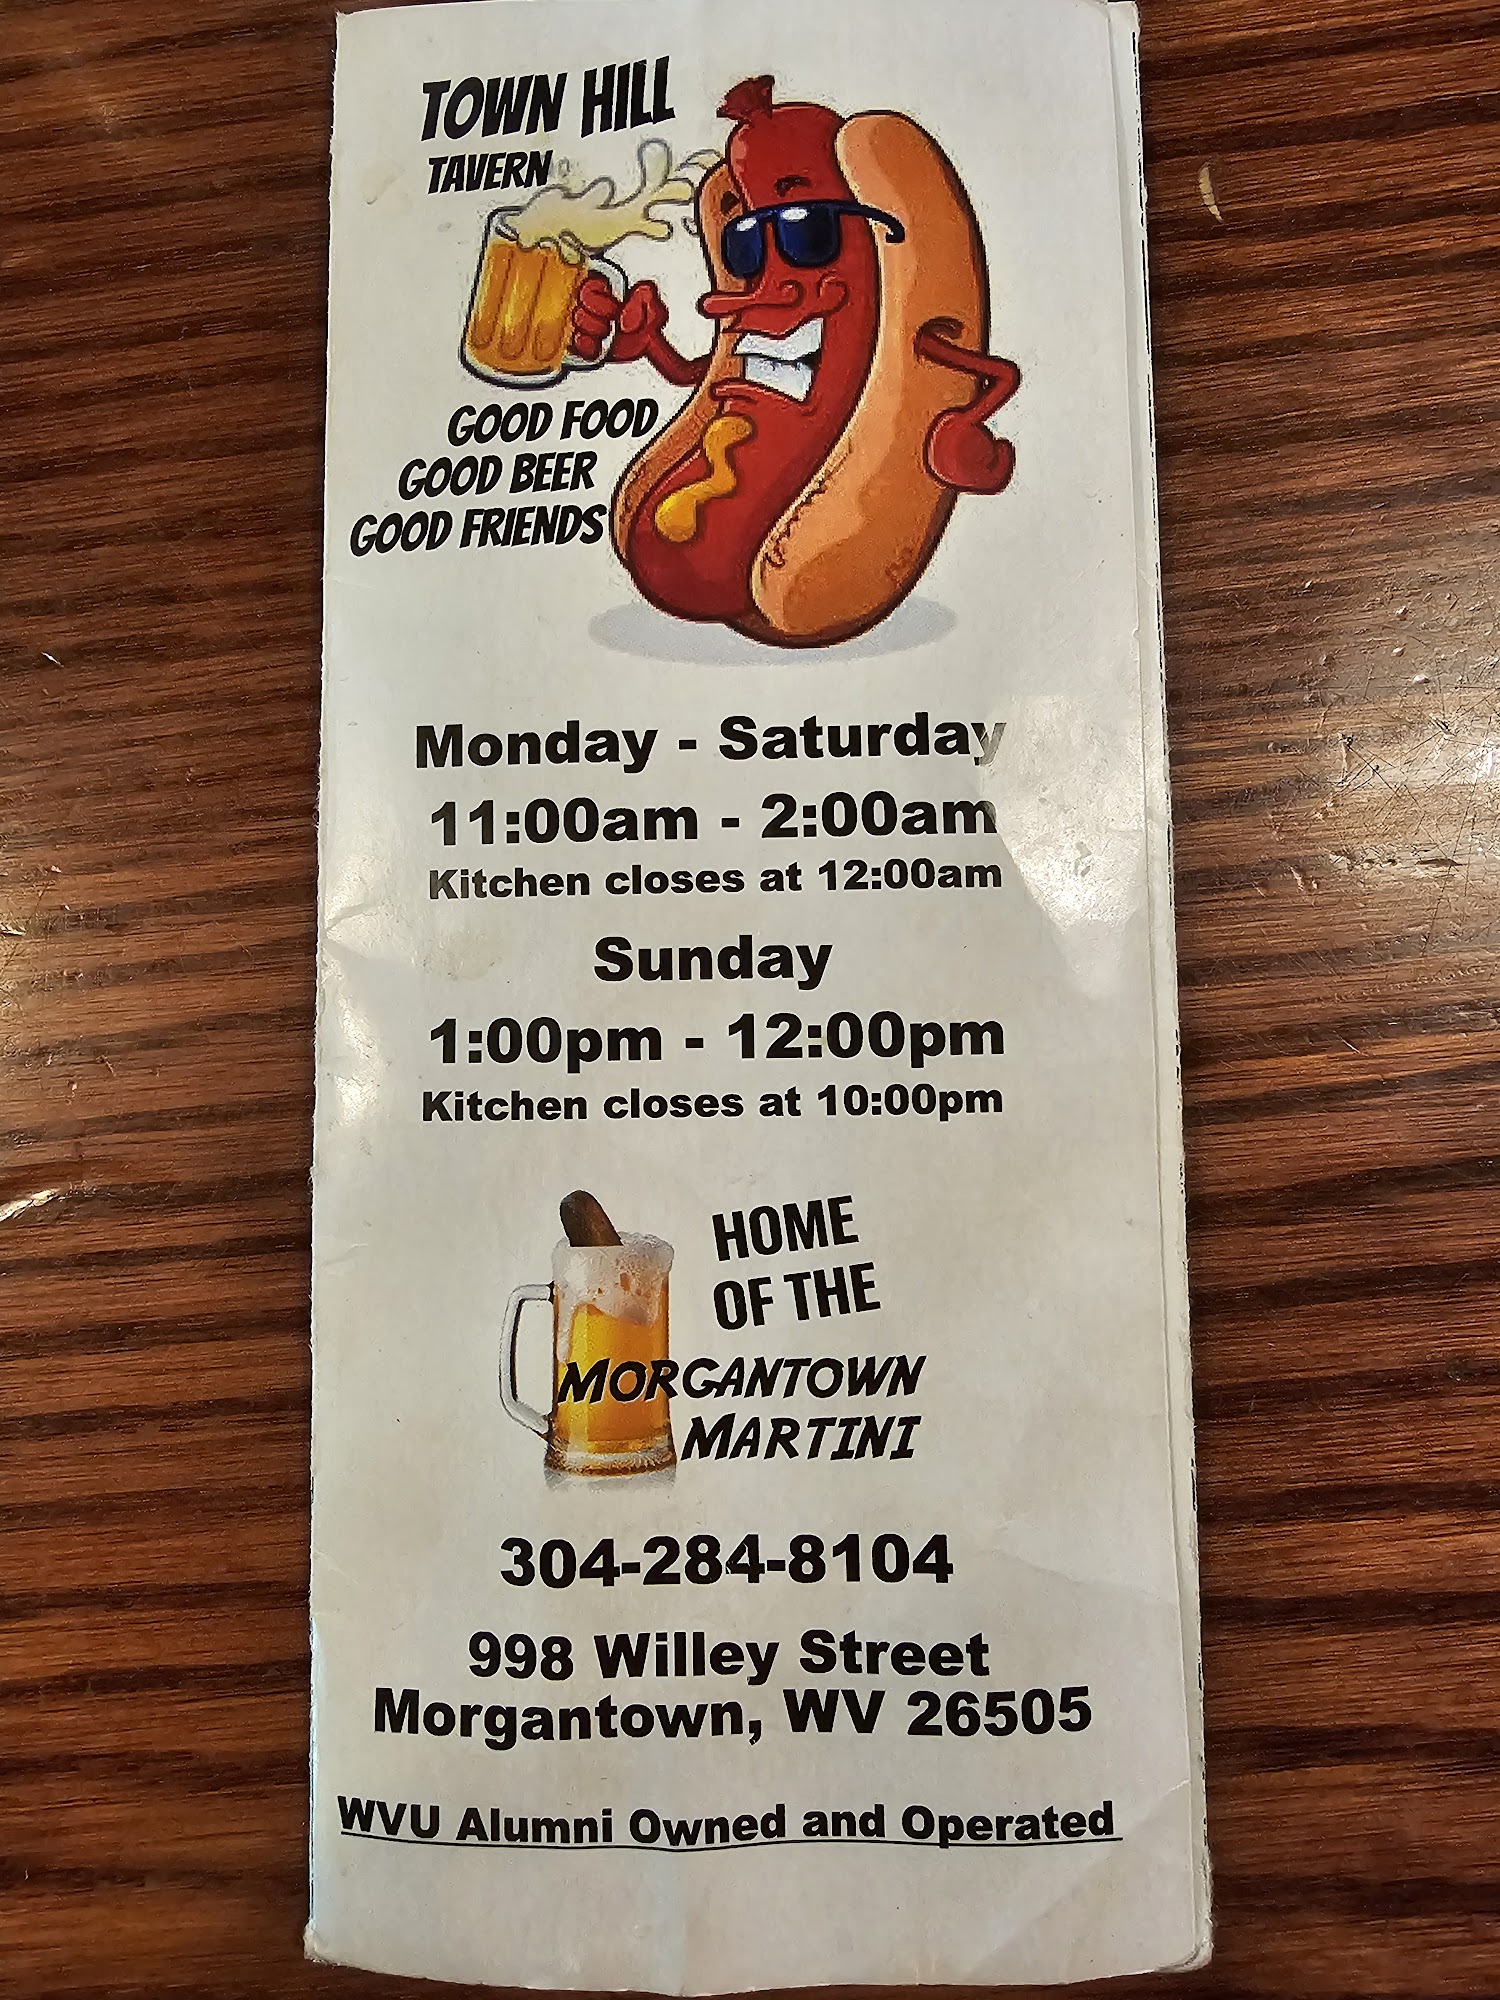 TOWN HILL
TAVERN
GOOD FOOD
GOOD BEER
GOOD FRIENDS
Monday - Saturday
11:00am - 2:00am
Kitchen closes at 12:00am
Sunday
1:00pm - 12:00pm
Kitchen closes at 10:00pm
HOME
OF THE
MORGANTOWN
MARTINI
304-284-8104
998 Willey Street
Morgantown, WV 26505
WVU Alumni Owned and Operated